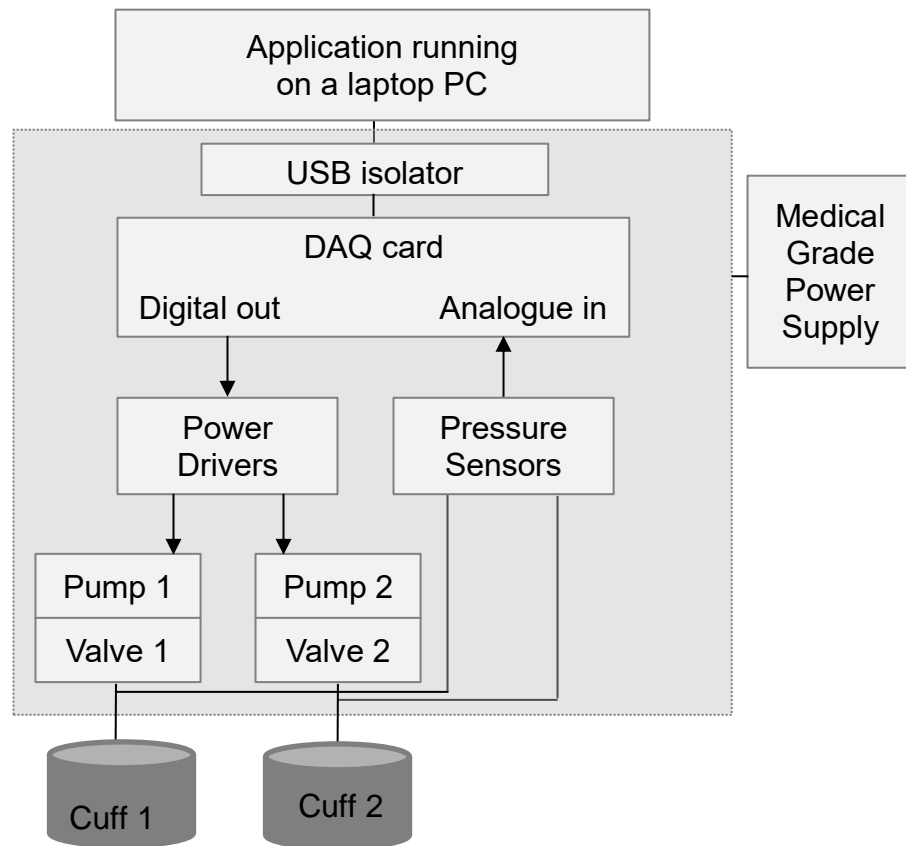 Application running
on a laptop PC
USB isolator
DAQ card
Digital out
Analogue in
Medical
Grade
Power
Supply
Power
Drivers
Pressure
Sensors
Pump 1
Valve 1
Pump 2
Valve 2
Cuff 1
Cuff 2